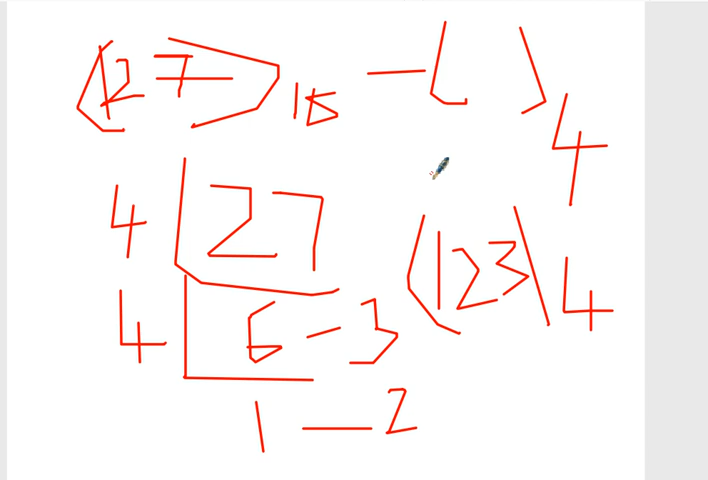 (27)₁₅ — ( )₄
4 | 27
(123)₄
4 | 6 - 3
1 — 2